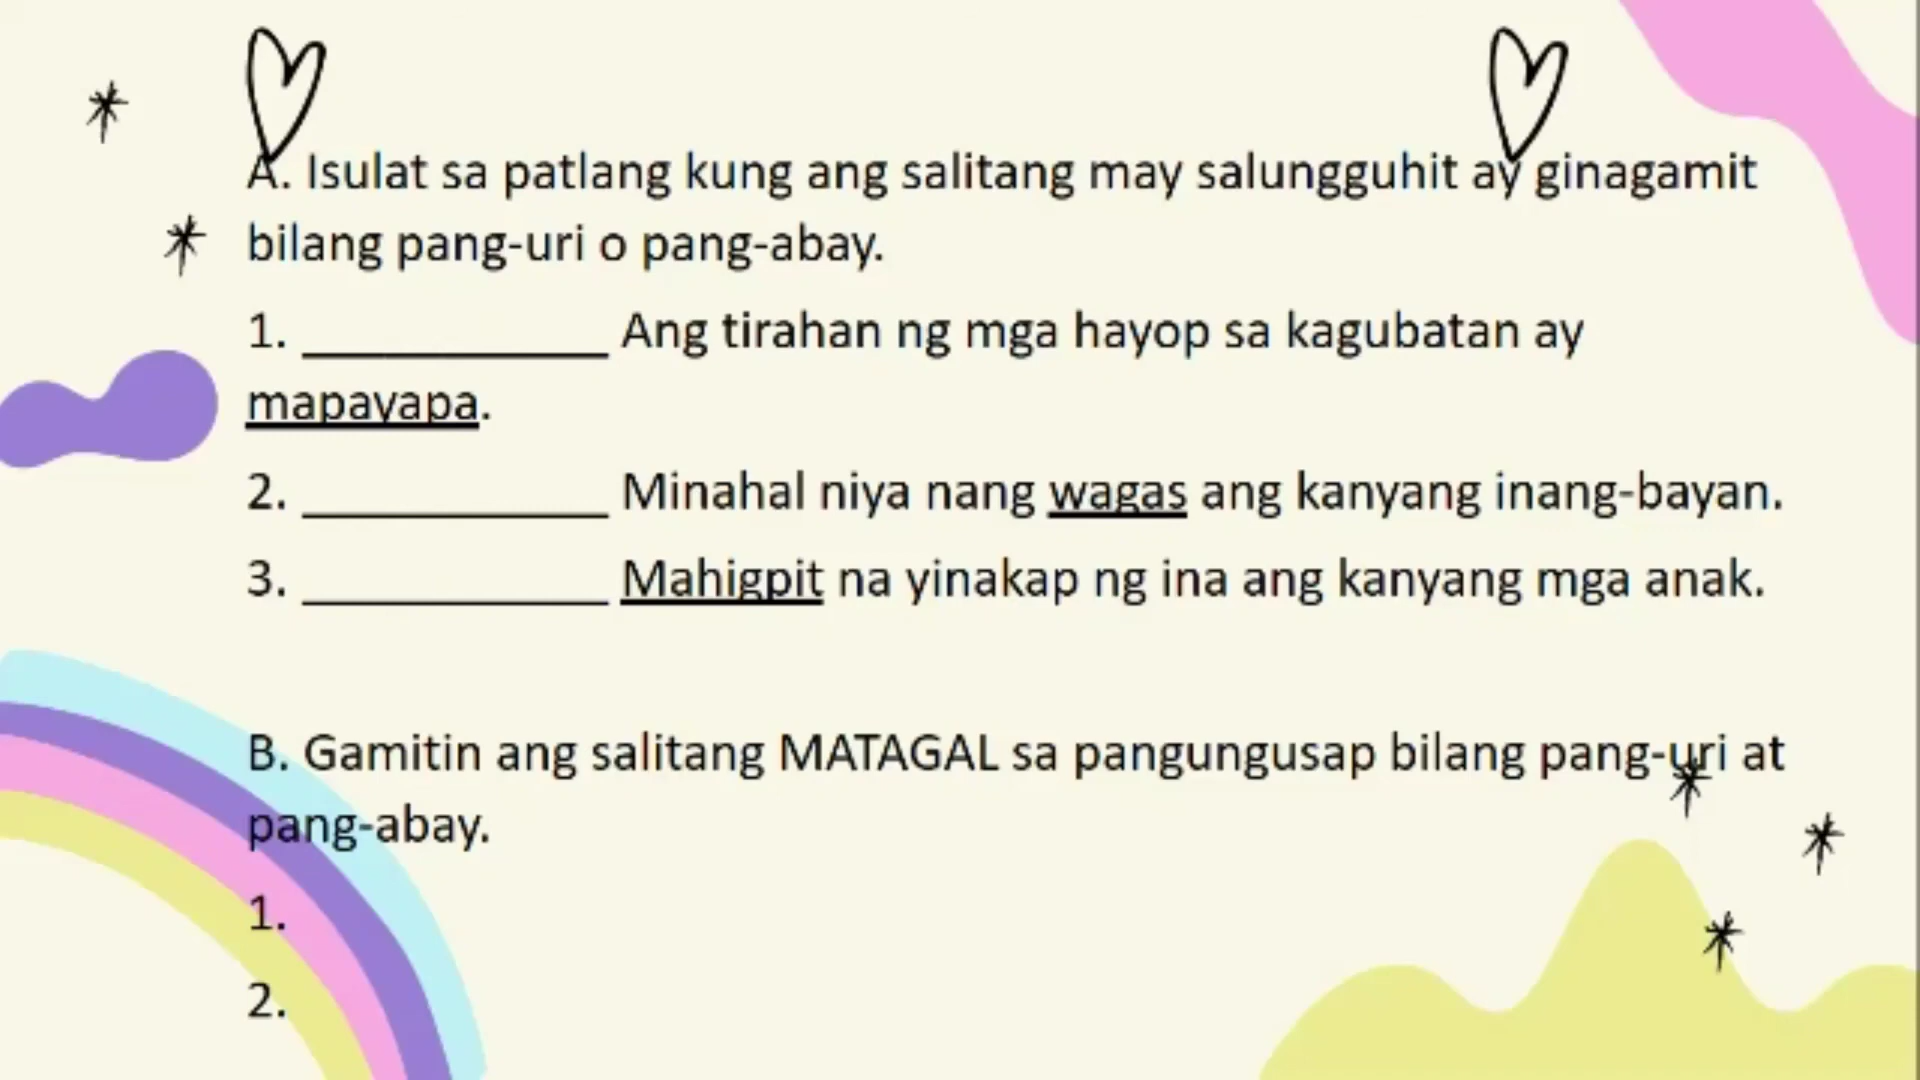 A. Isulat sa patlang kung ang salitang may salungguhit ay ginagamit
bilang pang-uri o pang-abay.
1. ____________ Ang tirahan ng mga hayop sa kagubatan ay
mapayapa.
2. ____________ Minahal niya nang wagas ang kanyang inang-bayan.
3. ____________ Mahigpit na yinakap ng ina ang kanyang mga anak.
B. Gamitin ang salitang MATAGAL sa pangungusap bilang pang-uri at
pang-abay.
1.
2.